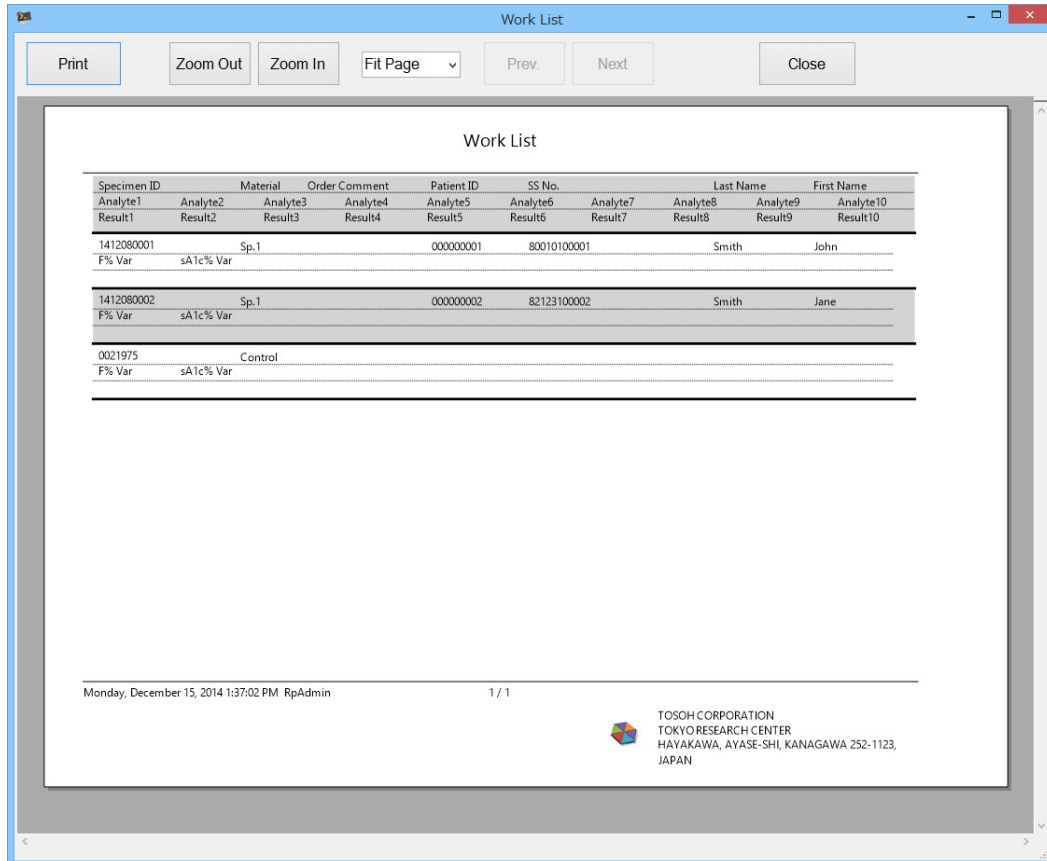 Work List
Print Zoom Out Zoom In Fit Page Prev. Next Close
Work List
Specimen ID Material Order Comment Patient ID SS No. Last Name First Name
Analyte1 Analyte2 Analyte3 Analyte4 Analyte5 Analyte6 Analyte7 Analyte8 Analyte9 Analyte10
Result1 Result2 Result3 Result4 Result5 Result6 Result7 Result8 Result9 Result10
1412080001 Sp.1 000000001 80010100001 Smith John
F% Var sA1c% Var
1412080002 Sp.1 000000002 82123100002 Smith Jane
F% Var sA1c% Var
0021975 Control
F% Var sA1c% Var
Monday, December 15, 2014 1:37:02 PM RpAdmin 1 / 1
TOSOH CORPORATION
TOKYO RESEARCH CENTER
HAYAKAWA, AYASE-SHI, KANAGAWA 252-1123,
JAPAN